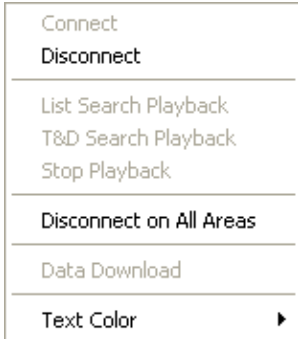 Connect
Disconnect
List Search Playback
T&D Search Playback
Stop Playback
Disconnect on All Areas
Data Download
Text Color